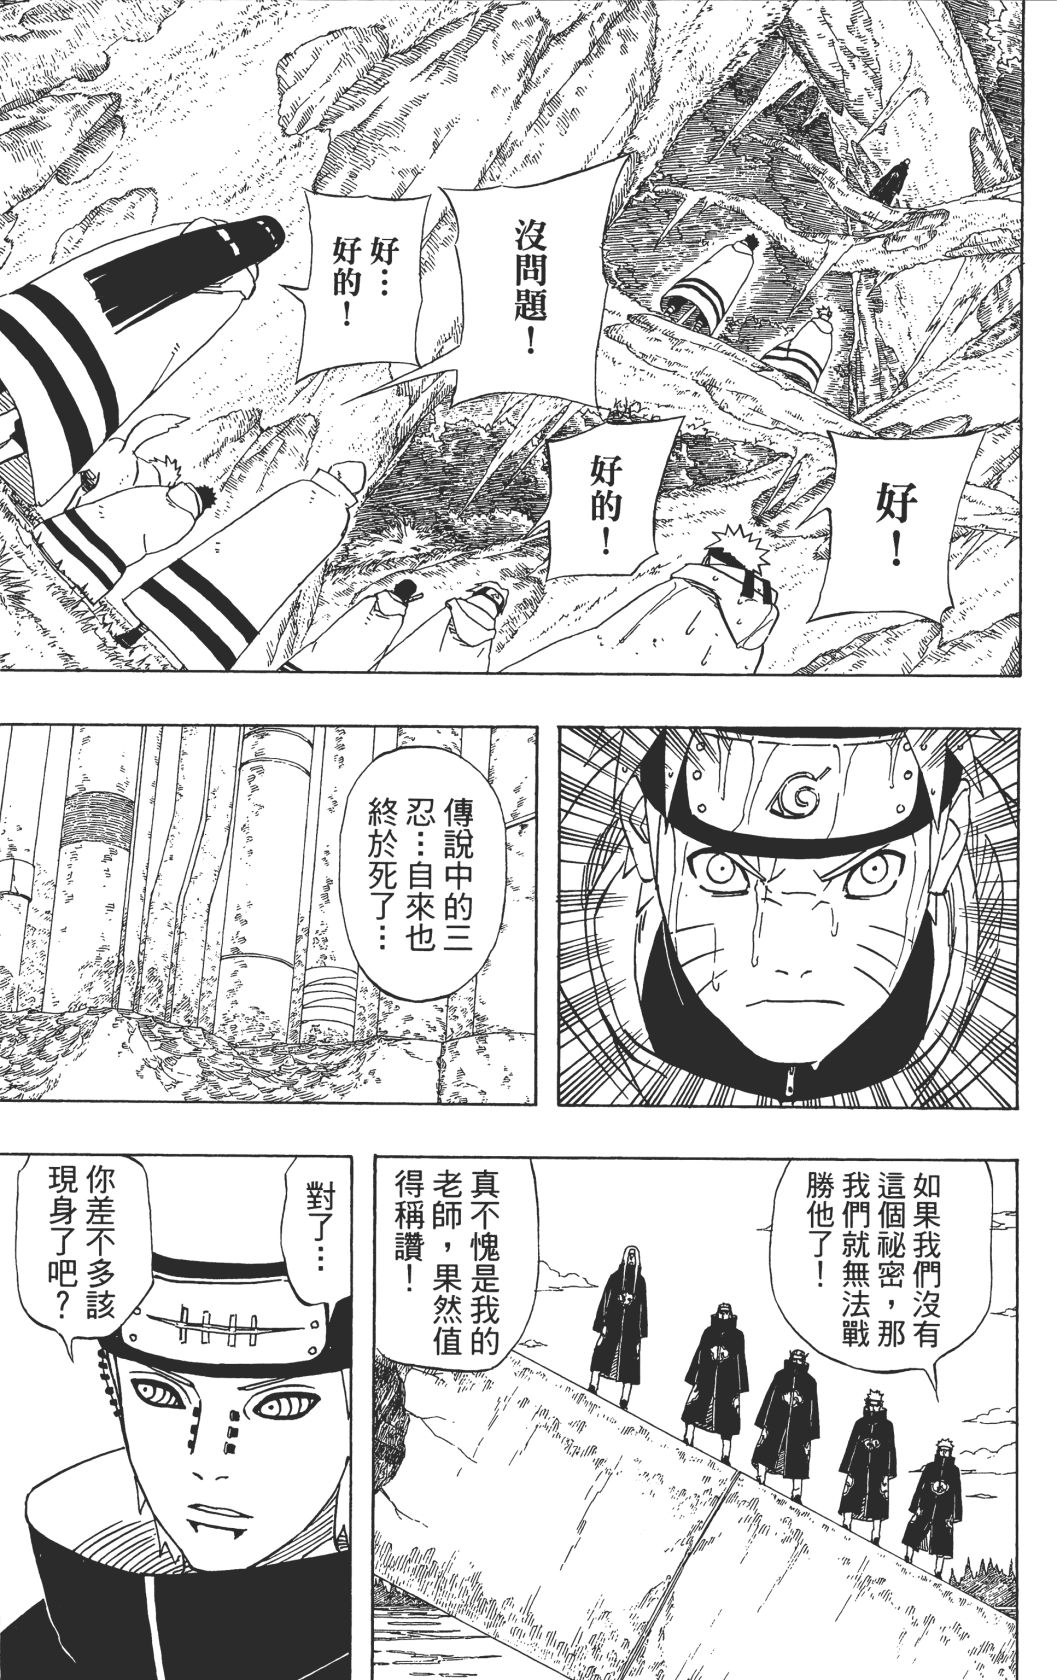 好！
好的！
沒問題！
好…
好的！
傳說中的三
忍…自來也
終於死了…
如果我們沒有
這個祕密，那
我們就無法戰
勝他了！
真不愧是我的
老師，果然值
得稱讚！
對了…
你差不多該
現身了吧？